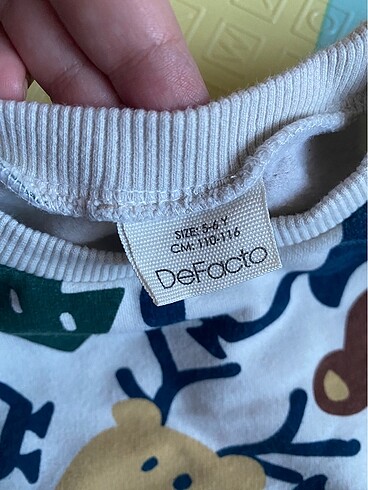 SIZE: 5-6 Y
CM: 110-116
DeFacto